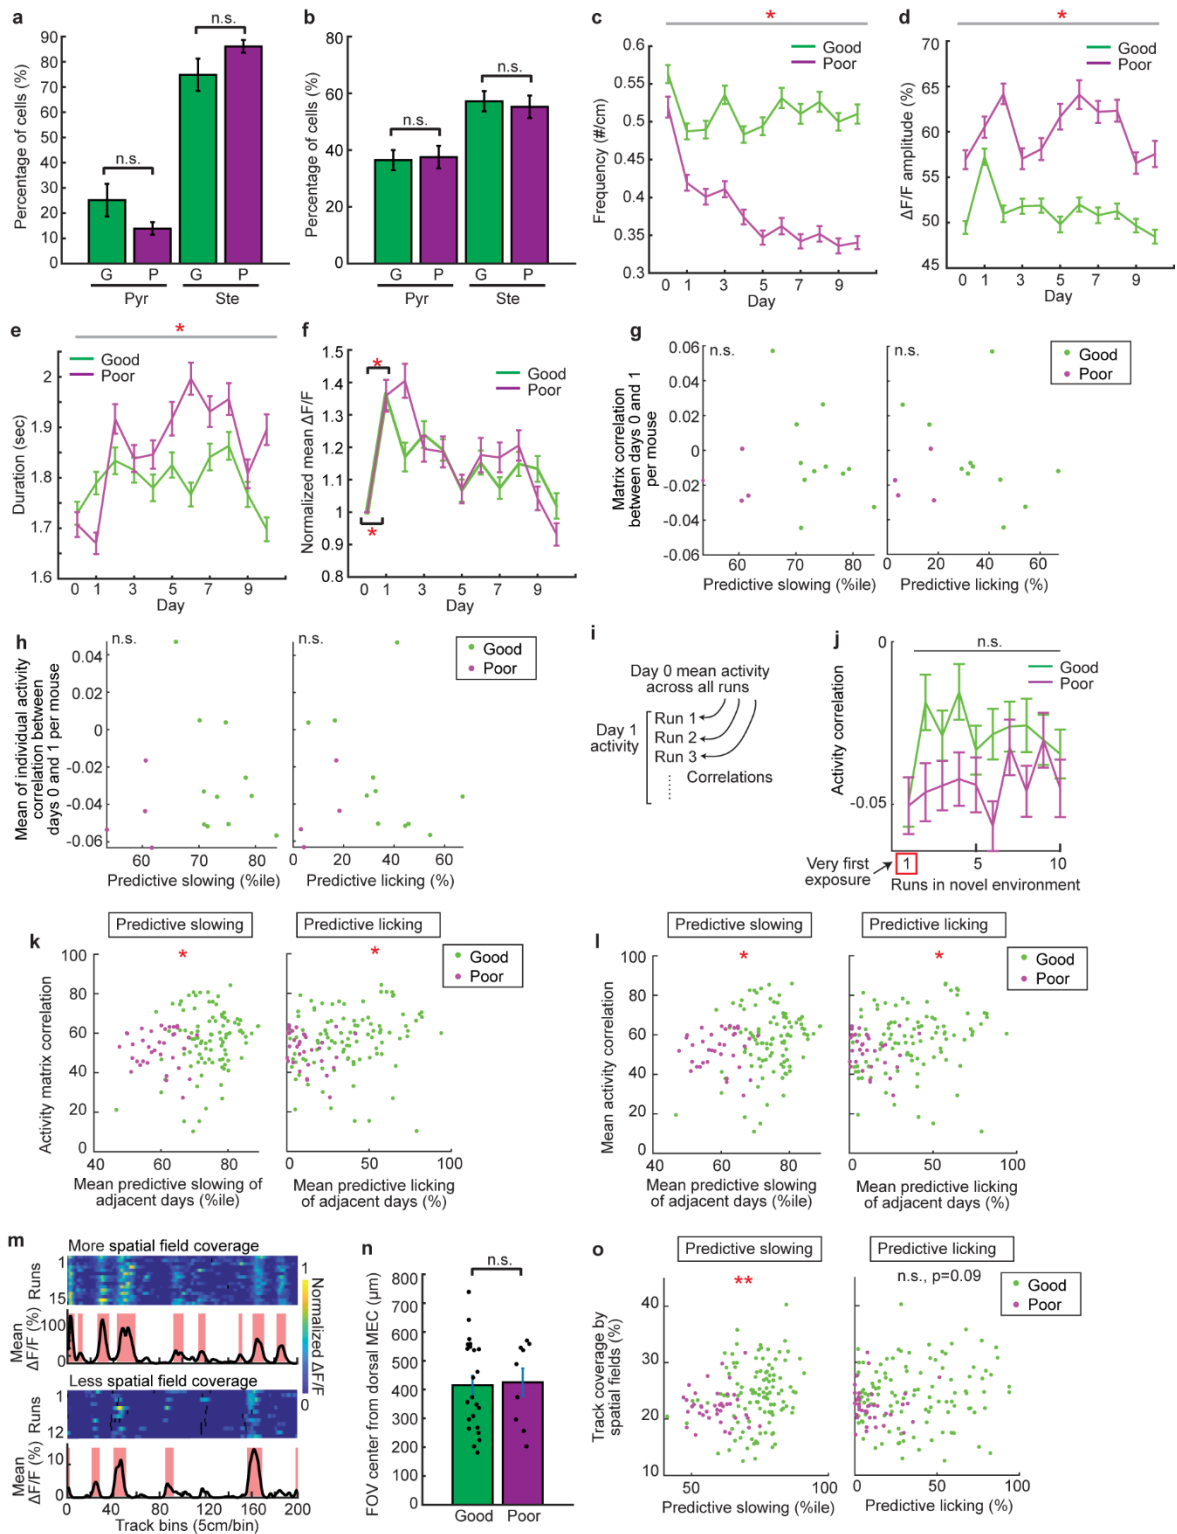 a
n.s.
n.s.
Percentage of cells (%)
90
80
70
60
50
40
30
20
10
0
G P G P
Pyr Ste
b
n.s.
n.s.
Percentage of cells (%)
80
60
40
20
0
G P G P
Pyr Ste
c
*
Good
Poor
Frequency (#/cm)
0.6
0.55
0.5
0.45
0.4
0.35
0.3
0 1 3 5 7 9
Day
d
*
Good
Poor
ΔF/F amplitude (%)
70
65
60
55
50
45
0 1 3 5 7 9
Day
e
*
Good
Poor
Duration (sec)
2
1.9
1.8
1.7
1.6
0 1 3 5 7 9
Day
f
*
*
Good
Poor
Normalized mean ΔF/F
1.5
1.4
1.3
1.2
1.1
1
0.9
0.8
0 1 3 5 7 9
Day
g
n.s.
n.s.
Good
Poor
Matrix correlation
between days 0 and 1
per mouse
0.06
0.04
0.02
0
-0.02
-0.04
-0.06
60 70 80
Predictive slowing (%ile)
0 20 40 60
Predictive licking (%)
h
n.s.
n.s.
Good
Poor
Mean of individual activity
correlation between
days 0 and 1 per mouse
0.04
0.02
0
-0.02
-0.04
-0.06
60 70 80
Predictive slowing (%ile)
0 20 40 60
Predictive licking (%)
i
Day 0 mean activity
across all runs
Day 1
activity
Run 1
Run 2
Run 3
Correlations
j
n.s.
Good
Poor
Activity correlation
0
-0.05
1 5 10
Very first
exposure
Runs in novel environment
k
Predictive slowing
Predictive licking
*
*
Good
Poor
Activity matrix correlation
100
80
60
40
20
0
40 60 80
Mean predictive slowing of
adjacent days (%ile)
0 50 100
Mean predictive licking
of adjacent days (%)
l
Predictive slowing
Predictive licking
*
*
Good
Poor
Mean activity correlation
100
80
60
40
20
0
40 60 80
Mean predictive slowing
of adjacent days (%ile)
0 50 100
Mean predictive licking
of adjacent days (%)
m
More spatial field coverage
Runs
1
15
Mean
ΔF/F (%)
100
0
Less spatial field coverage
Runs
1
12
Mean
ΔF/F (%)
10
0
0 40 80 120 160 200
Track bins (5cm/bin)
1
0
Normalized ΔF/F
n
n.s.
FOV center from dorsal MEC (μm)
800
700
600
500
400
300
200
100
0
Good Poor
o
Predictive slowing
Predictive licking
**
n.s., p=0.09
Good
Poor
Track coverage by
spatial fields (%)
40
30
20
10
50 100
Predictive slowing (%ile)
0 50 100
Predictive licking (%)